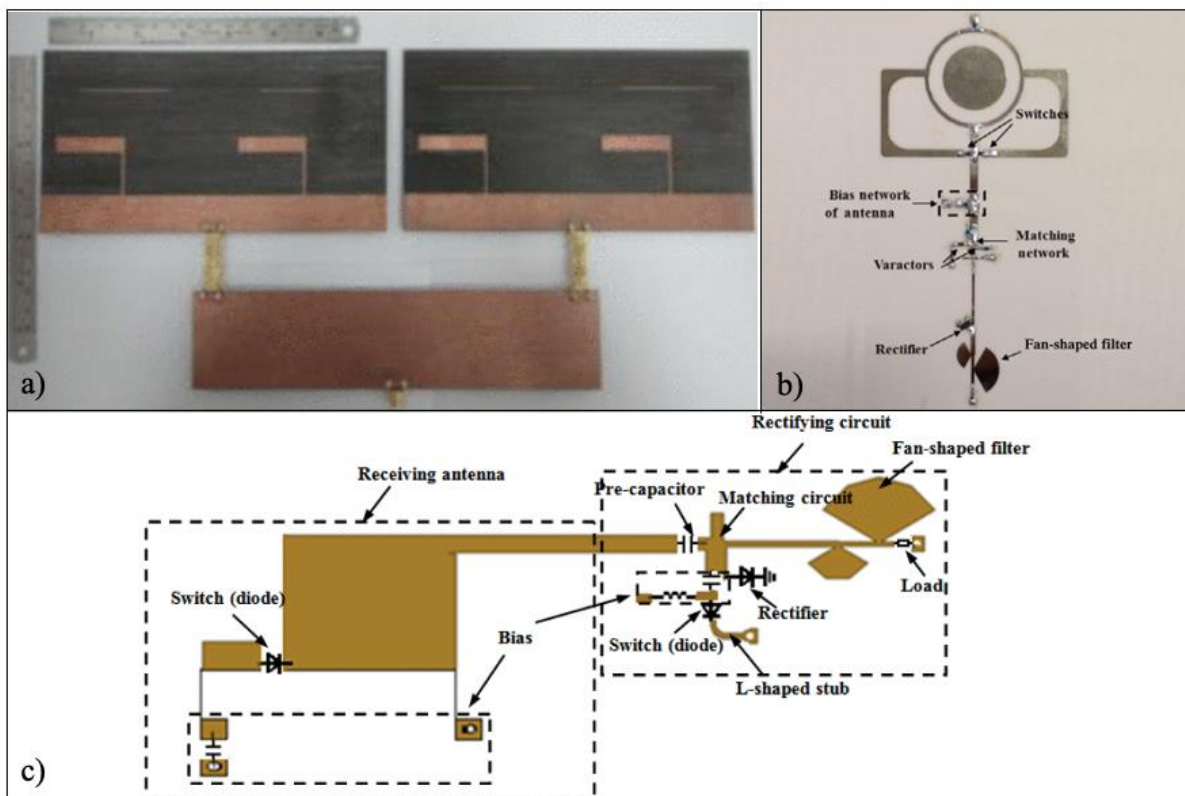 a)
Switches
Bias network
of antenna
Matching
network
Varactors
Rectifier
Fan-shaped filter
b)
Rectifying circuit
Fan-shaped filter
Receiving antenna
Pre-capacitor
Matching circuit
Switch (diode)
Bias
Load
Rectifier
Switch (diode)
L-shaped stub
c)